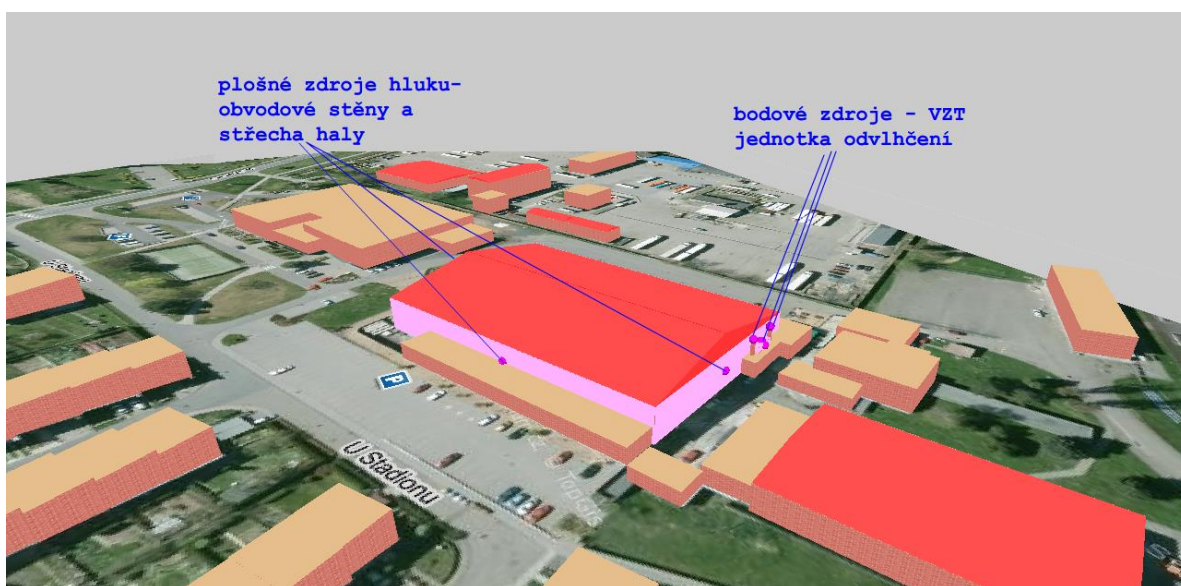 plošné zdroje hluku-
obvodové stěny a
střecha haly
bodové zdroje - VZT
jednotka odvlhčení
P
U Stadionu